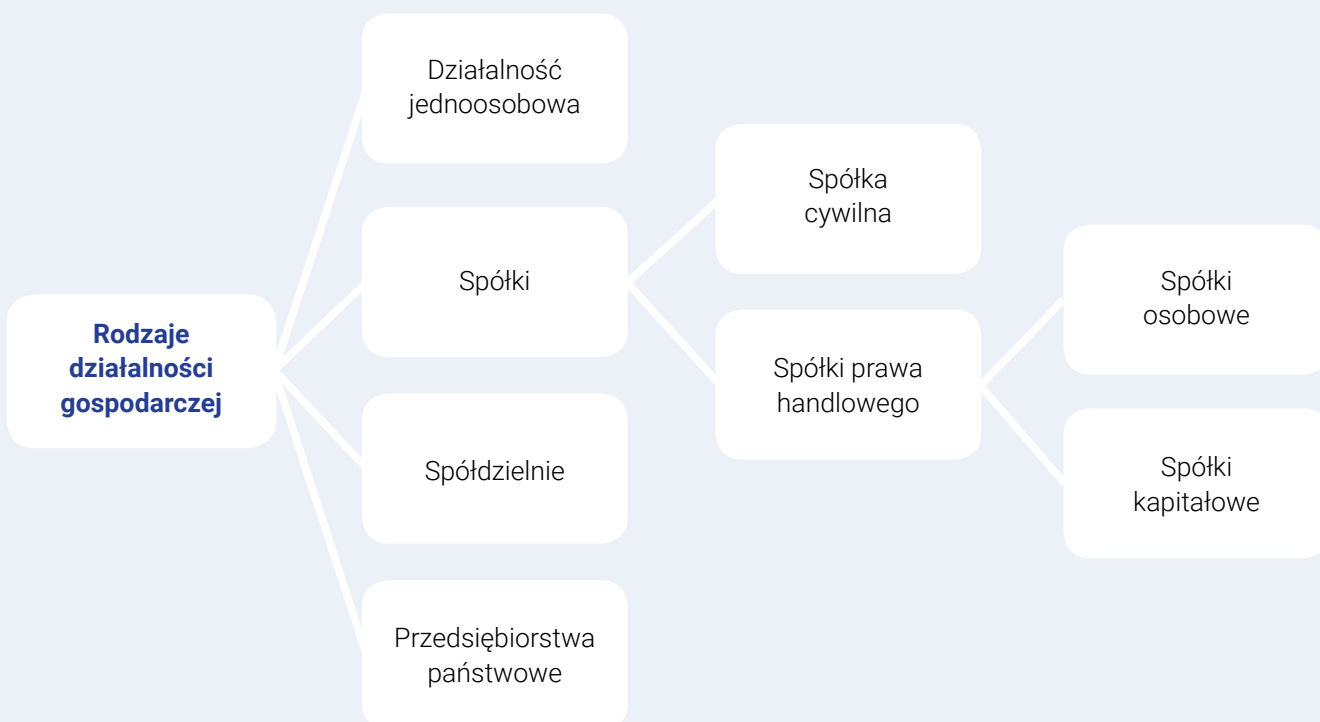 Rodzaje
działalności
gospodarczej
Działalność
jednoosobowa
Spółki
Spółdzielnie
Przedsiębiorstwa
państwowe
Spółka
cywilna
Spółki prawa
handlowego
Spółki
osobowe
Spółki
kapitałowe